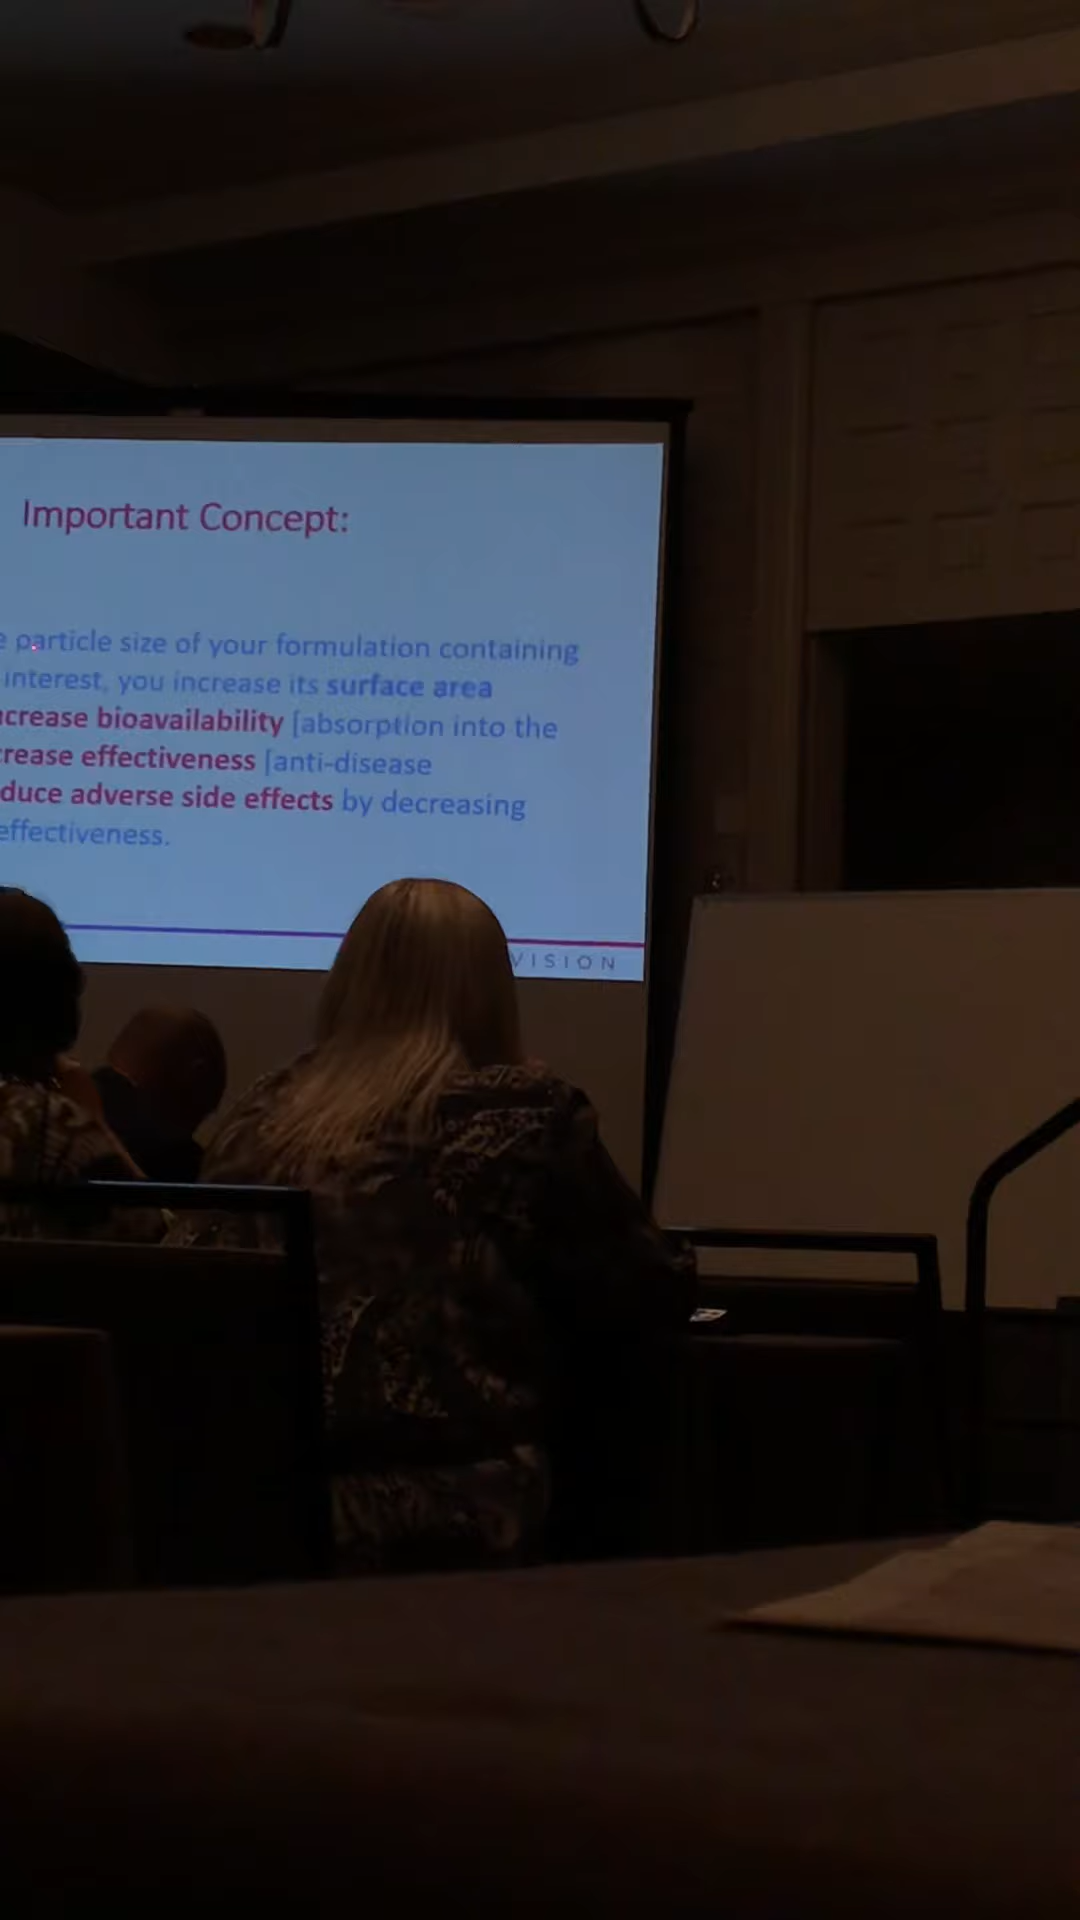 Important Concept:
e particle size of your formulation containing
interest, you increase its surface area
crease bioavailability [absorption into the
rease effectiveness [anti-disease
duce adverse side effects by decreasing
effectiveness.
VISION